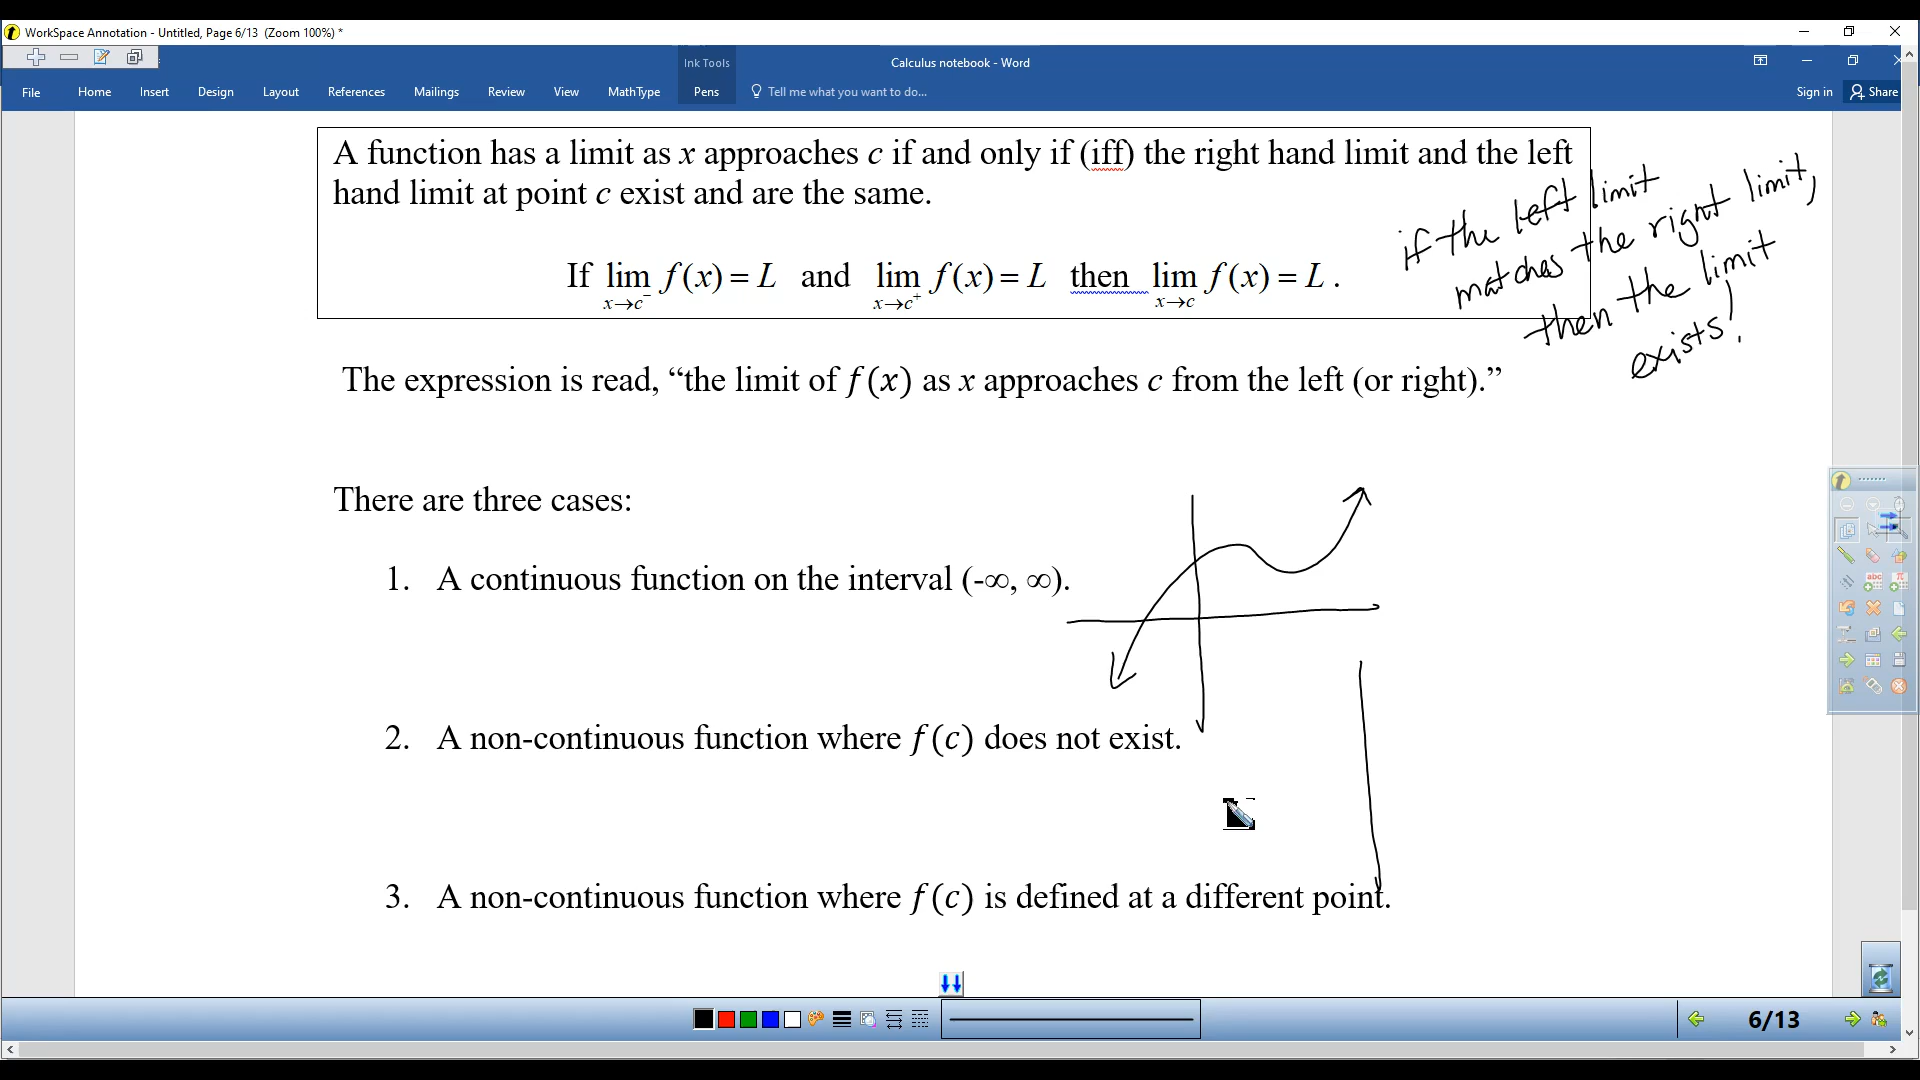 WorkSpace Annotation - Untitled, Page 6/13 (Zoom 100%) *
Ink Tools
Calculus notebook - Word
File Home Insert Design Layout References Mailings Review View MathType Pens Tell me what you want to do... Sign in Share
A function has a limit as x approaches c if and only if (iff) the right hand limit and the left
hand limit at point c exist and are the same.
If lim x→c⁻ f(x) = L and lim x→c⁺ f(x) = L then lim x→c f(x) = L .
if the left limit
matches the right limit,
then the limit
exists!
The expression is read, “the limit of f(x) as x approaches c from the left (or right).”
There are three cases:
1. A continuous function on the interval (-∞, ∞).
2. A non-continuous function where f(c) does not exist.
3. A non-continuous function where f(c) is defined at a different point.
6/13